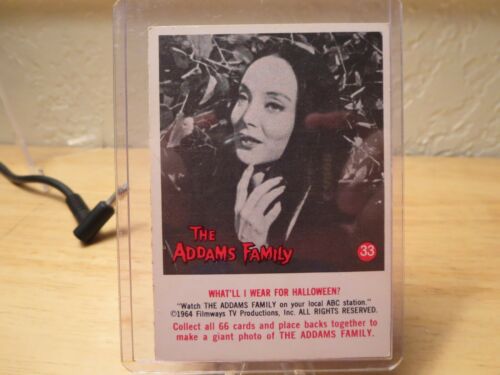 THE
ADDAMS FAMILY
33
WHAT'LL I WEAR FOR HALLOWEEN?
"Watch THE ADDAMS FAMILY on your local ABC station."
©1964 Filmways TV Productions, Inc. ALL RIGHTS RESERVED.
Collect all 66 cards and place backs together to
make a giant photo of THE ADDAMS FAMILY.